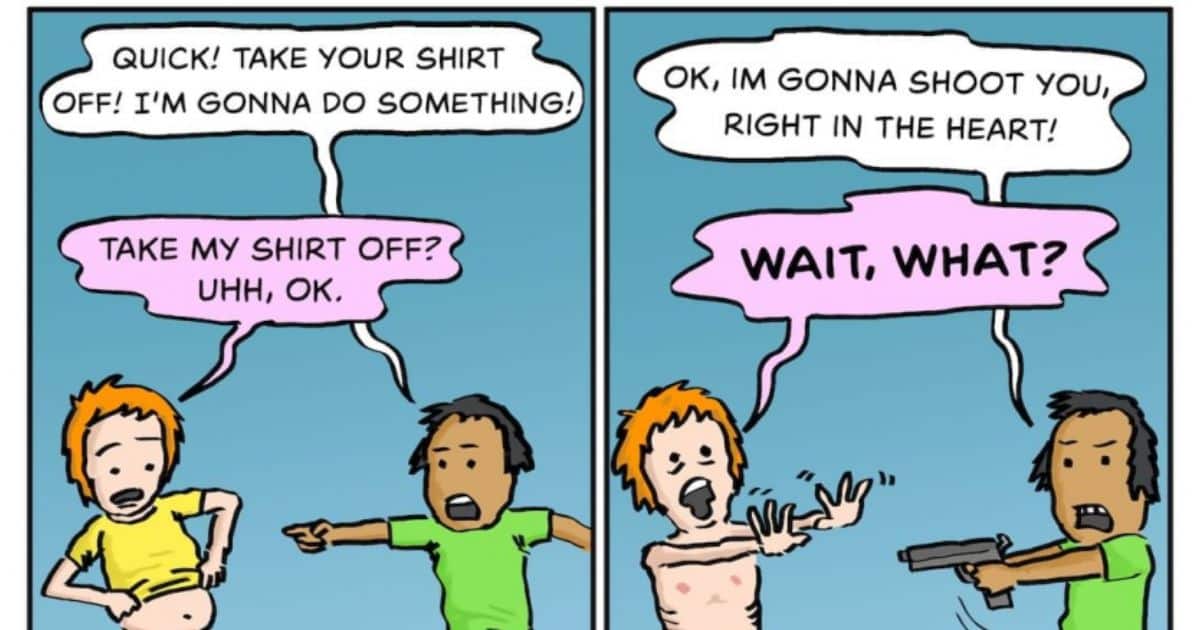 QUICK! TAKE YOUR SHIRT
OFF! I'M GONNA DO SOMETHING!
TAKE MY SHIRT OFF?
UHH, OK.
OK, IM GONNA SHOOT YOU,
RIGHT IN THE HEART!
WAIT, WHAT?